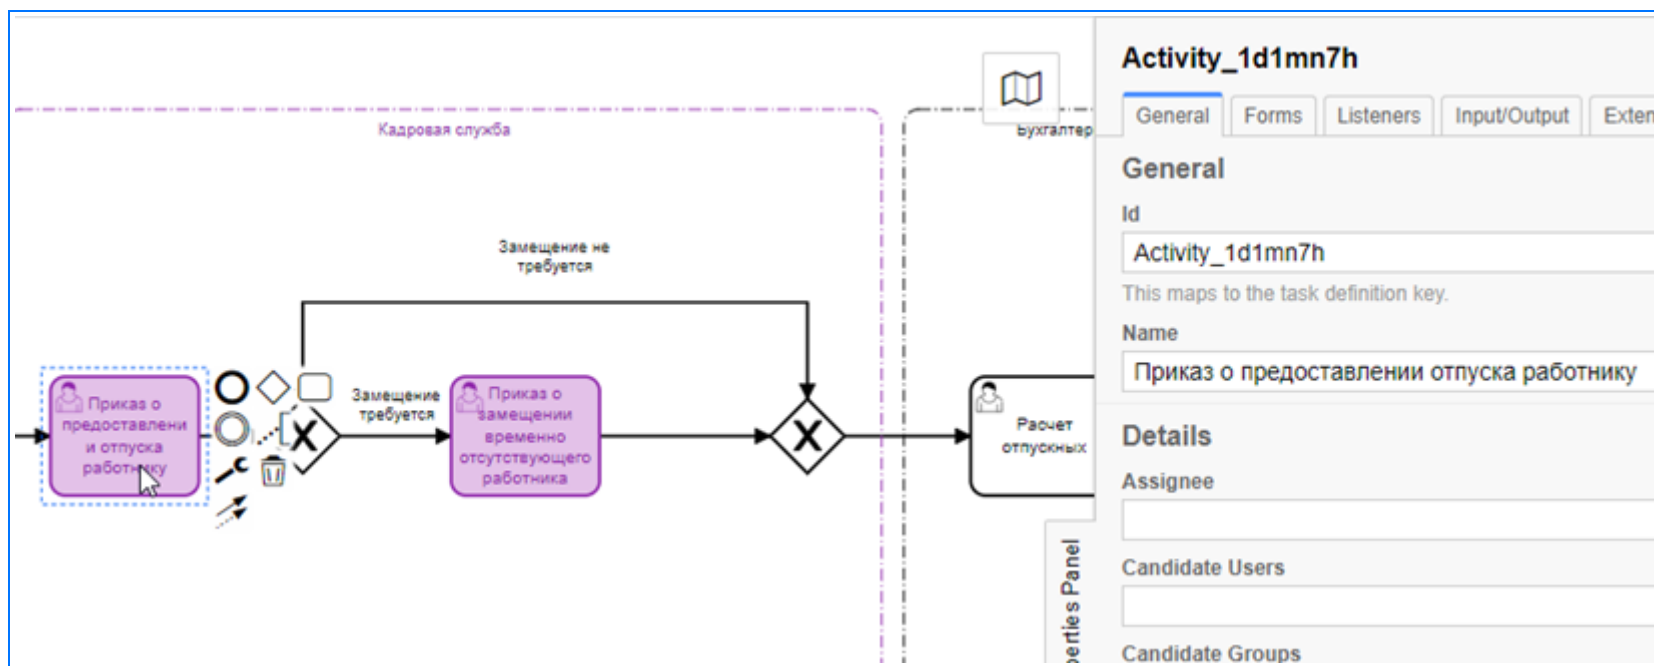 Activity_1d1mn7h
General
Forms
Listeners
Input/Output
Exten
Кадровая служба
Бухгалтер
General
Id
Activity_1d1mn7h
This maps to the task definition key.
Name
Приказ о предоставлении отпуска работнику
Замещение не
требуется
Приказ о
предоставлени
и отпуска
работнику
Замещение
требуется
Приказ о
замещении
временно
отсутствующего
работника
Расчет
отпускных
Details
Assignee
Candidate Users
Candidate Groups
perties Panel